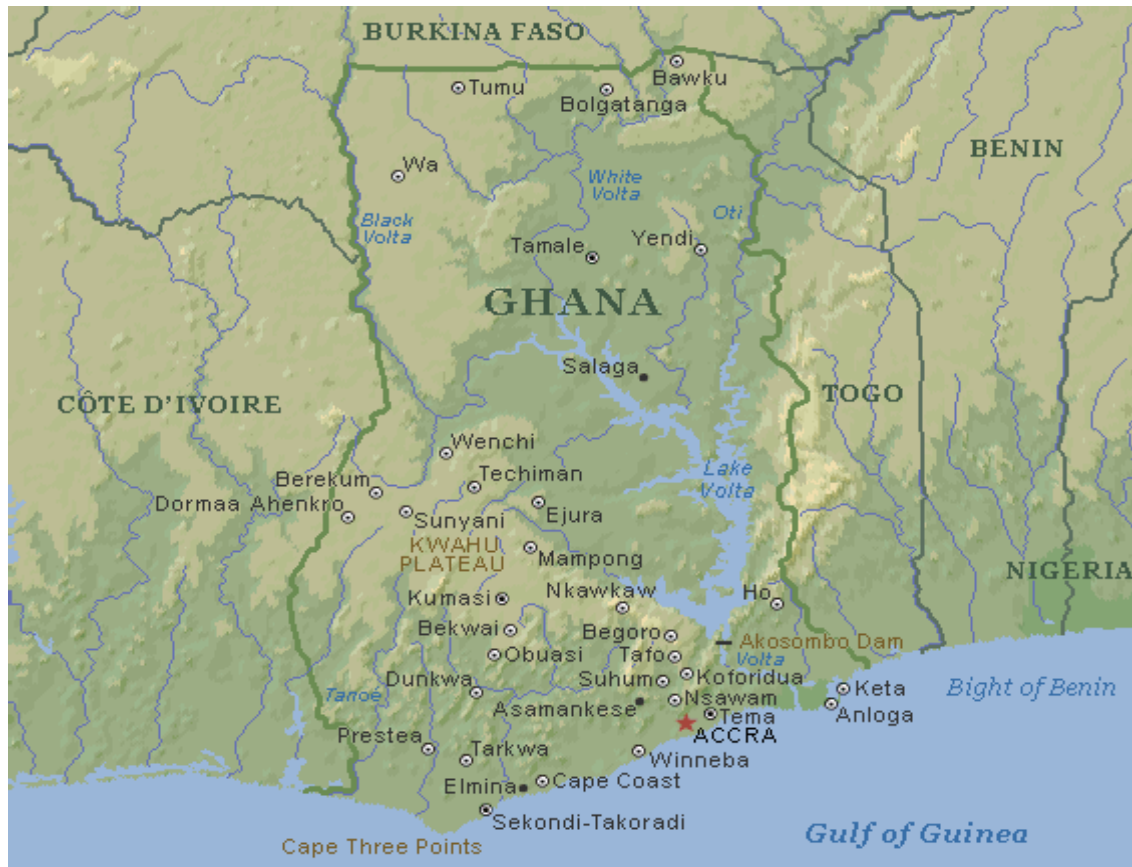 BURKINA FASO
Bawku
Tumu
Bolgatanga
BENIN
Wa
White
Volta
Black
Volta
Oti
Tamale
Yendi
GHANA
Salaga
CÔTE D'IVOIRE
TOGO
Wenchi
Techiman
Berekum
Lake
Volta
Dormaa Ahenkro
Sunyani
Ejura
KWAHU
PLATEAU
Mampong
NIGERIA
Kumasi
Nkawkaw
Ho
Bekwai
Begoro
Akosombo Dam
Obuasi
Tafo
Volta
Tanoé
Dunkwa
Suhum
Koforidua
Keta
Bight of Benin
Asamankese
Nsawam
Tema
Anloga
ACCRA
Prestea
Tarkwa
Winneba
Elmina
Cape Coast
Sekondi-Takoradi
Gulf of Guinea
Cape Three Points